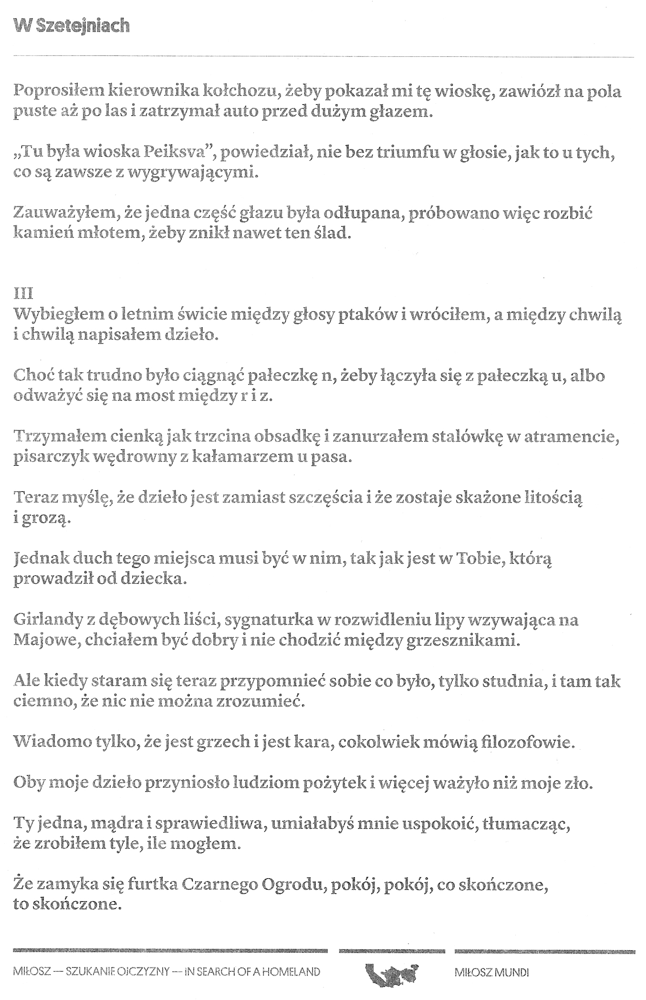 W Szetejniach
Poprosiłem kierownika kołchozu, żeby pokazał mi tę wioskę, zawiózł na pola
puste aż po las i zatrzymał auto przed dużym głazem.
„Tu była wioska Peiksva”, powiedział, nie bez triumfu w głosie, jak to u tych,
co są zawsze z wygrywającymi.
Zauważyłem, że jedna część głazu była odłupana, próbowano więc rozbić
kamień młotem, żeby znikł nawet ten ślad.
III
Wybiegłem o letnim świcie między głosy ptaków i wróciłem, a między chwilą
i chwilą napisałem dzieło.
Choć tak trudno było ciągnąć pałeczkę n, żeby łączyła się z pałeczką u, albo
odważyć się na most między r i z.
Trzymałem cienką jak trzcina obsadkę i zanurzałem stalówkę w atramencie,
pisarczyk wędrowny z kałamarzem u pasa.
Teraz myślę, że dzieło jest zamiast szczęścia i że zostaje skażone litością
i grozą.
Jednak duch tego miejsca musi być w nim, tak jak jest w Tobie, którą
prowadził od dziecka.
Girlandy z dębowych liści, sygnaturka w rozwidleniu lipy wzywająca na
Majowe, chciałem być dobry i nie chodzić między grzesznikami.
Ale kiedy staram się teraz przypomnieć sobie co było, tylko studnia, i tam tak
ciemno, że nic nie można zrozumieć.
Wiadomo tylko, że jest grzech i jest kara, cokolwiek mówią filozofowie.
Oby moje dzieło przyniosło ludziom pożytek i więcej ważyło niż moje zło.
Ty jedna, mądra i sprawiedliwa, umiałabyś mnie uspokoić, tłumacząc,
że zrobiłem tyle, ile mogłem.
Że zamyka się furtka Czarnego Ogrodu, pokój, pokój, co skończone,
to skończone.
MIŁOSZ — SZUKANIE OJCZYZNY — IN SEARCH OF A HOMELAND
MIŁOSZ MUNDI